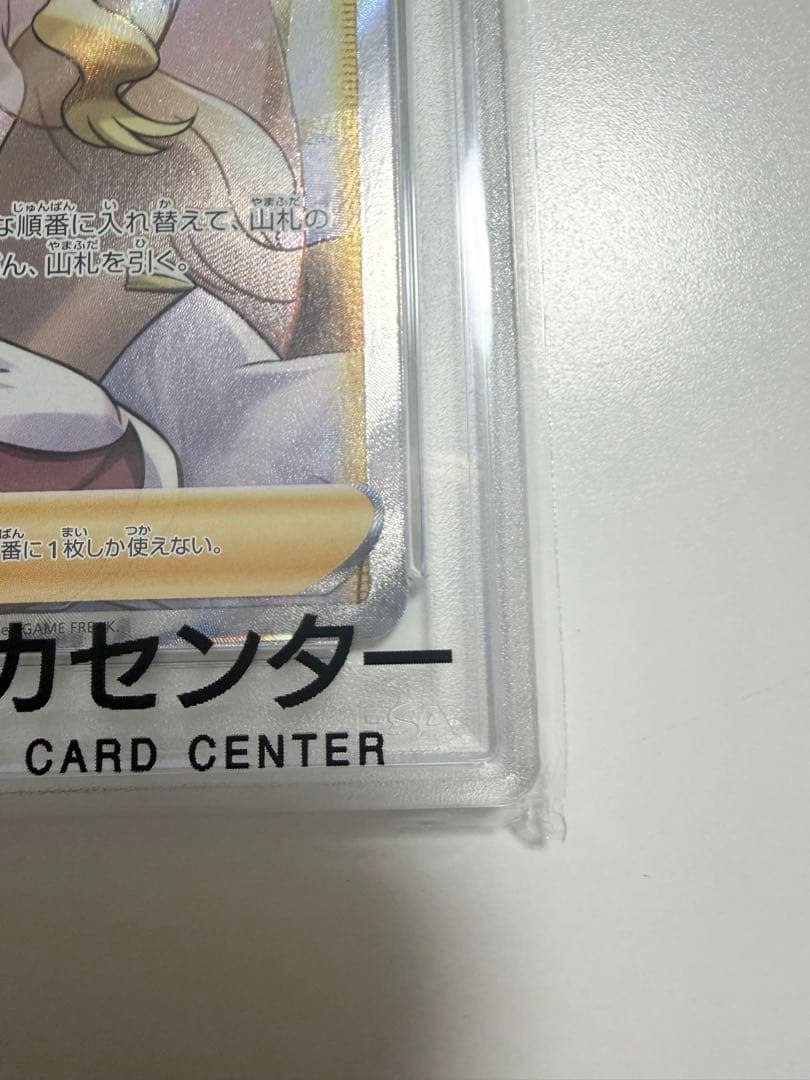 な順番に入れ替えて、山札の
ん、山札を引く。
番に1枚しか使えない。
GAME FREAK.
カセンター
CARD CENTER
PSA